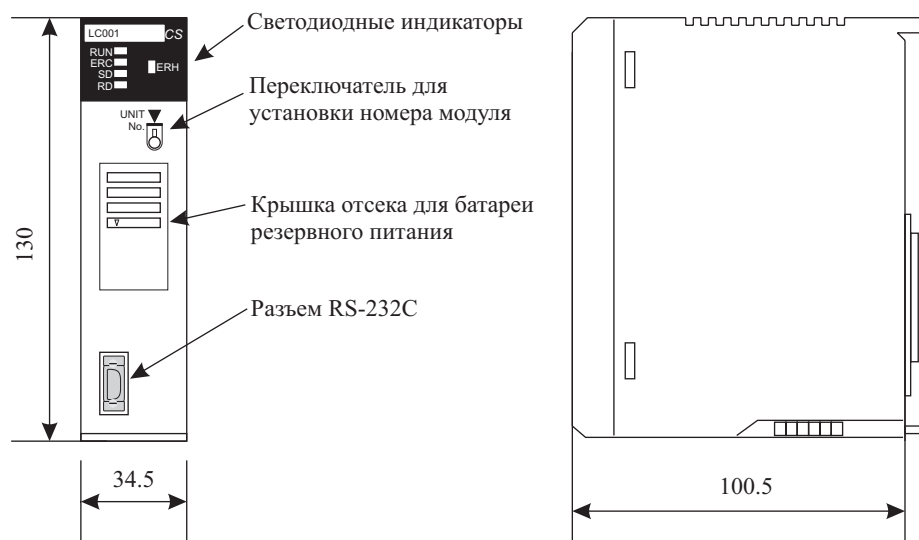 LC001 CS
RUN
ERC
SD
RD
ERH
UNIT
No.
Светодиодные индикаторы
Переключатель для
установки номера модуля
Крышка отсека для батареи
резервного питания
Разъем RS-232C
130
34.5
100.5